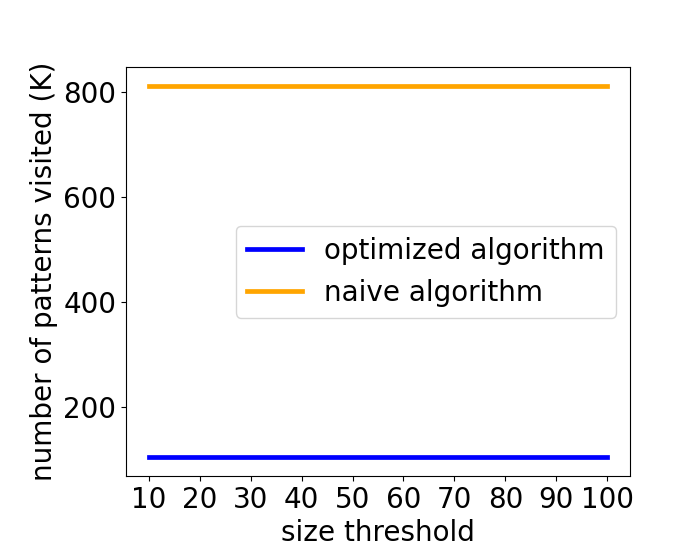 number of patterns visited (K)
800
600
400
200
optimized algorithm
naive algorithm
10 20 30 40 50 60 70 80 90 100
size threshold